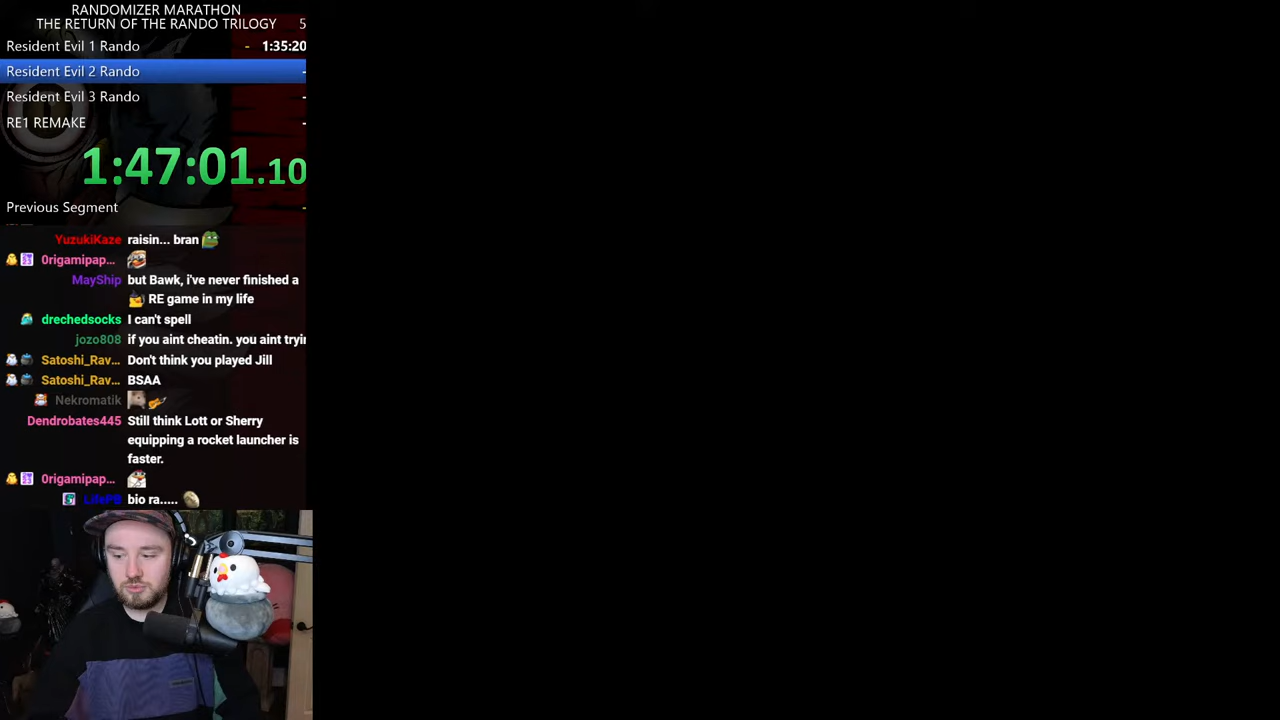 RANDOMIZER MARATHON
THE RETURN OF THE RANDO TRILOGY 5
Resident Evil 1 Rando - 1:35:20
Resident Evil 2 Rando -
Resident Evil 3 Rando -
RE1 REMAKE -
1:47:01.10
Previous Segment -
YuzukiKaze raisin... bran
0rigamipap...
MayShip but Bawk, i've never finished a
RE game in my life
drechedsocks I can't spell
jozo808 if you aint cheatin. you aint tryin
Satoshi_Rav... Don't think you played Jill
Satoshi_Rav... BSAA
Nekromatik
Dendrobates445 Still think Lott or Sherry
equipping a rocket launcher is
faster.
0rigamipap...
LifePB bio ra.....